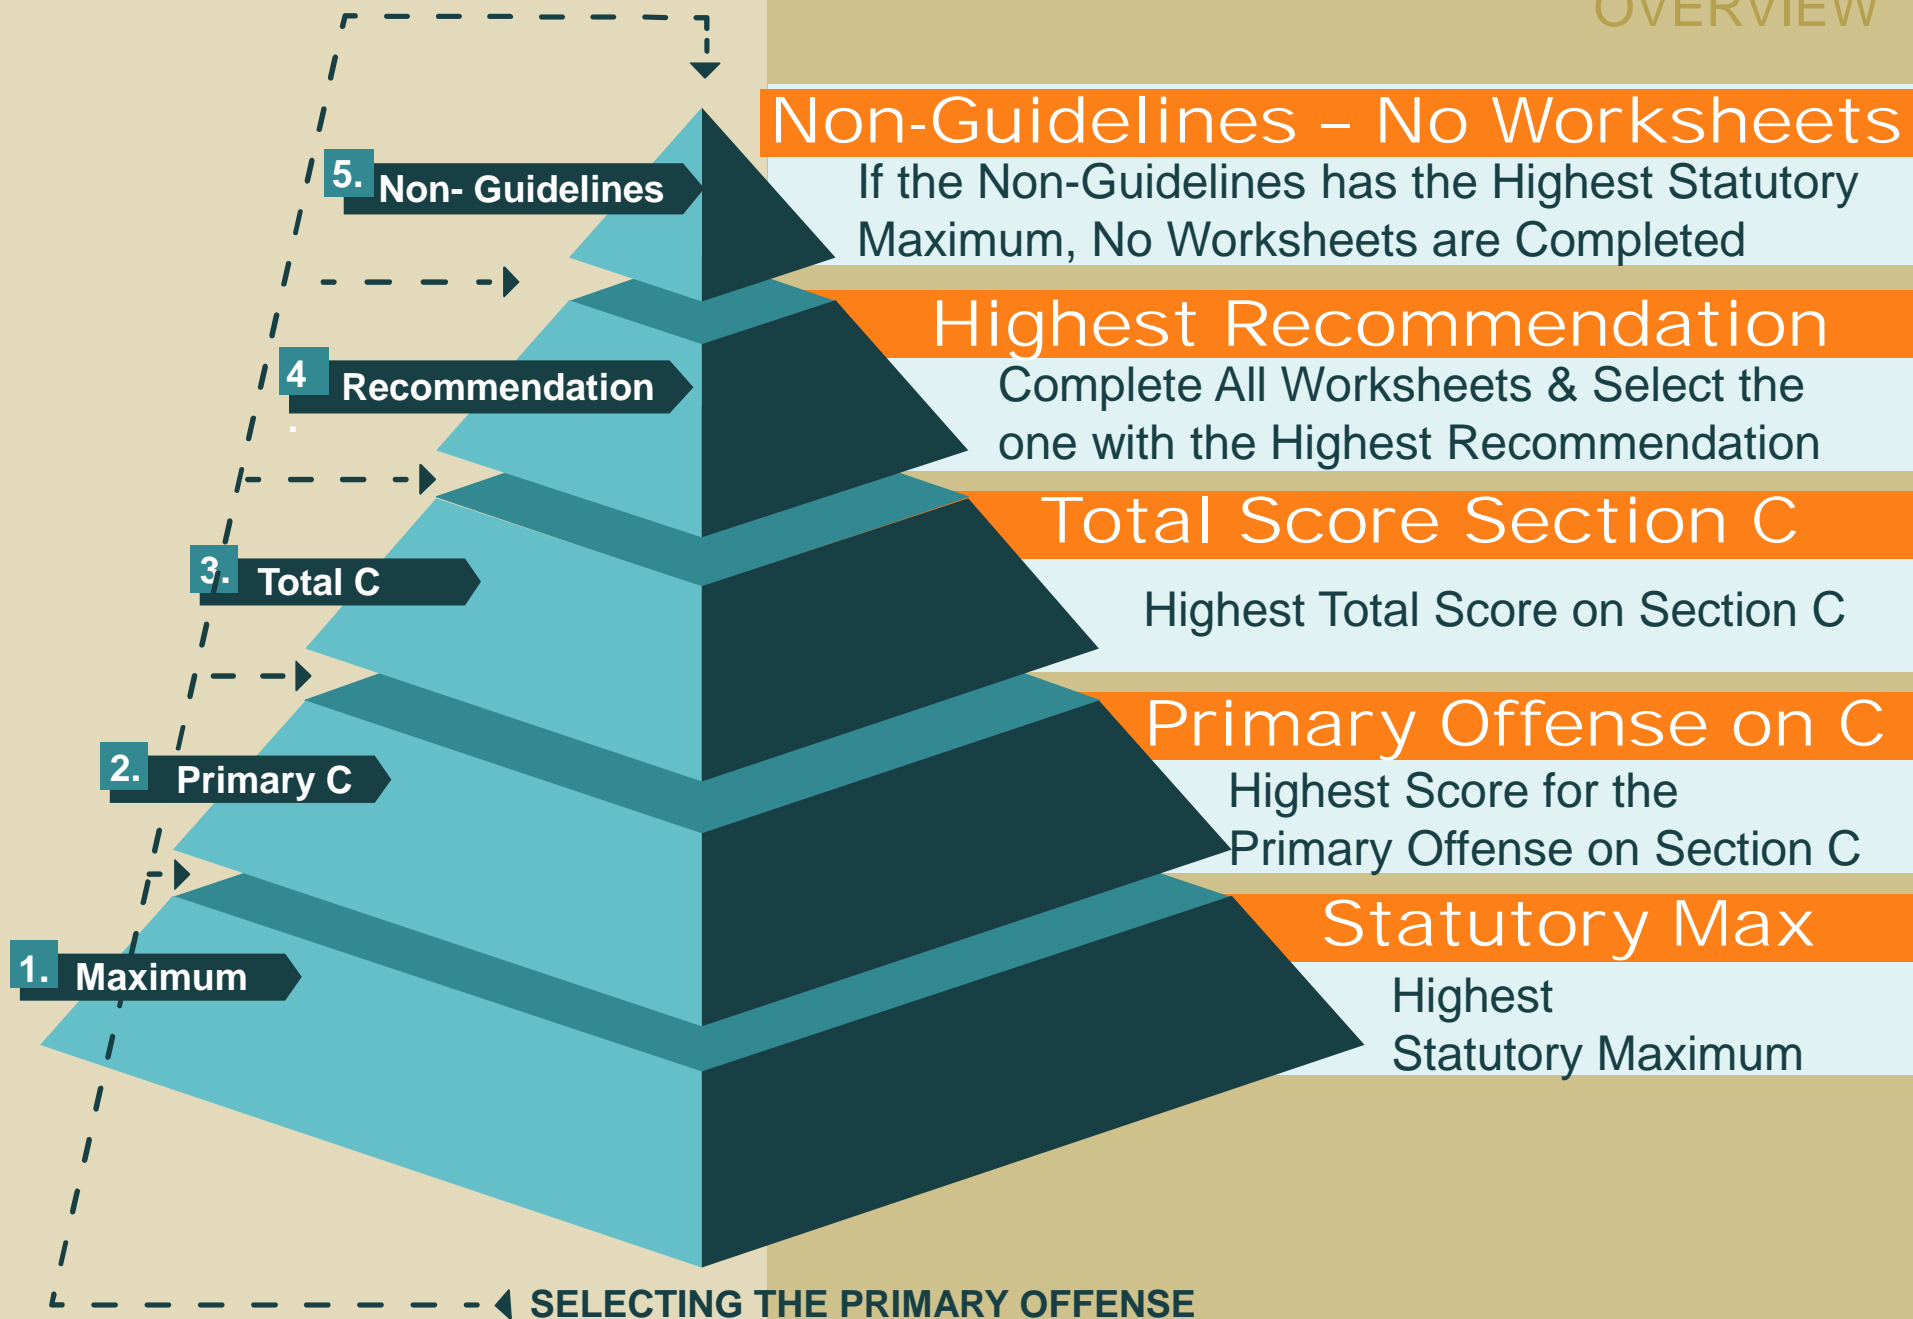 OVERVIEW
Non-Guidelines – No Worksheets
5.
Non- Guidelines
If the Non-Guidelines has the Highest Statutory
Maximum, No Worksheets are Completed
Highest Recommendation
4
.
Recommendation
Complete All Worksheets & Select the
one with the Highest Recommendation
Total Score Section C
3.
Total C
Highest Total Score on Section C
Primary Offense on C
2.
Primary C
Highest Score for the
Primary Offense on Section C
Statutory Max
1.
Maximum
Highest
Statutory Maximum
SELECTING THE PRIMARY OFFENSE